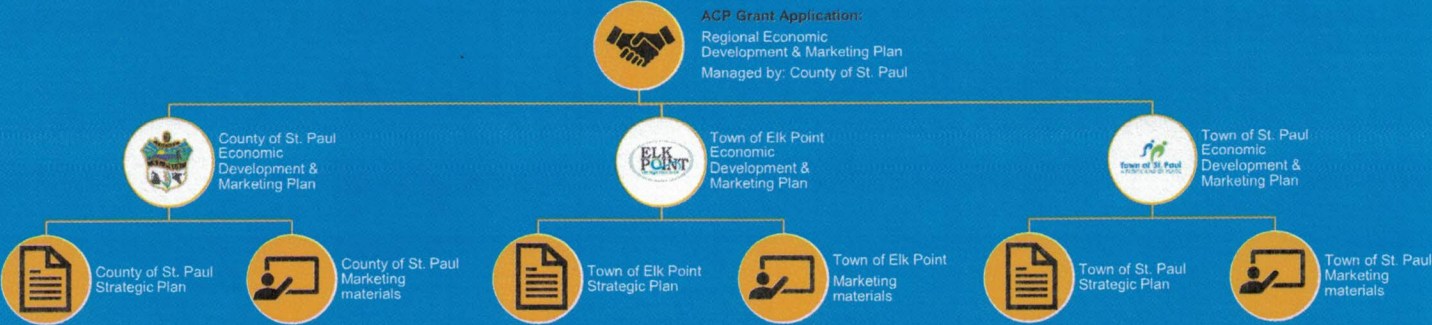 ACP Grant Application:
Regional Economic
Development & Marketing Plan
Managed by: County of St. Paul
County of St. Paul
Economic
Development &
Marketing Plan
ELK
POINT
Town of Elk Point
Economic
Development &
Marketing Plan
Town of St. Paul
Town of St. Paul
Economic
Development &
Marketing Plan
County of St. Paul
Strategic Plan
County of St. Paul
Marketing
materials
Town of Elk Point
Strategic Plan
Town of Elk Point
Marketing
materials
Town of St. Paul
Strategic Plan
Town of St. Paul
Marketing
materials